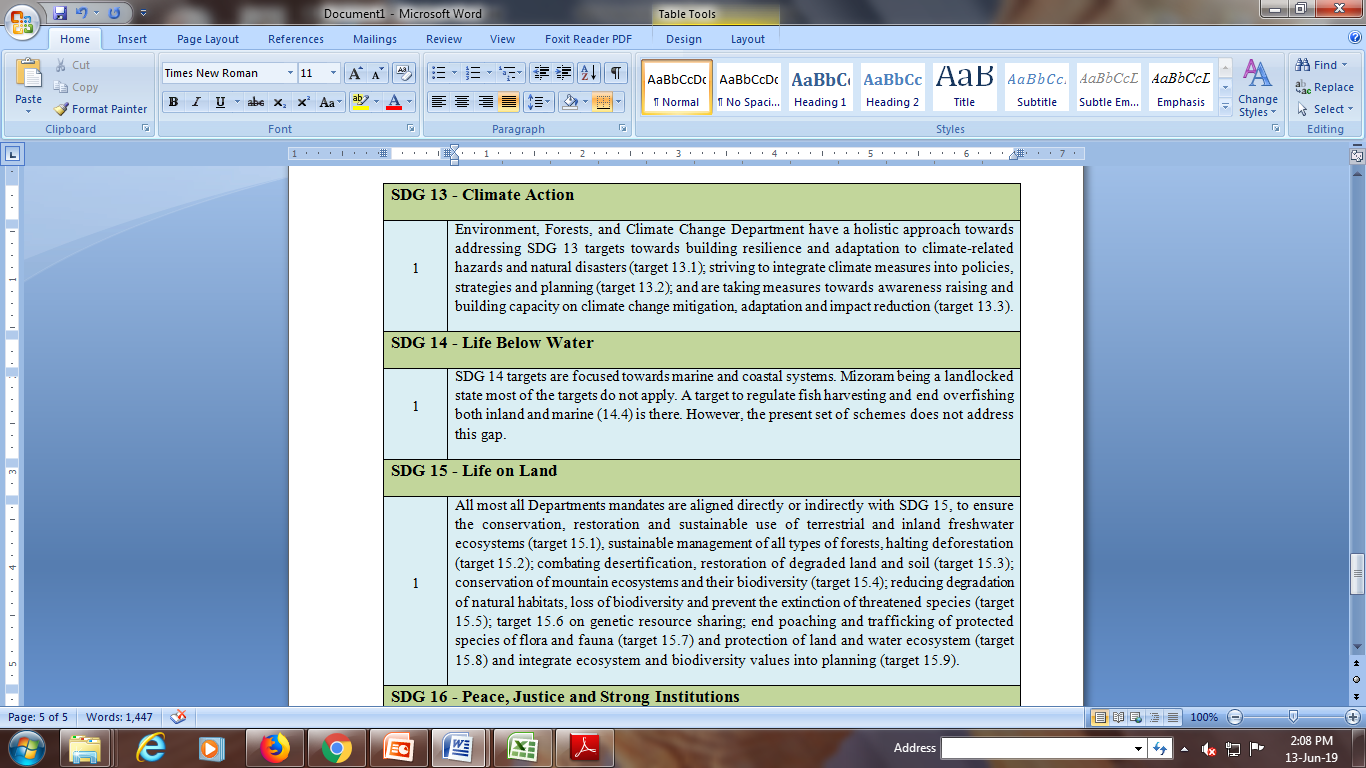 Document1 - Microsoft Word
Table Tools
Home Insert Page Layout References Mailings Review View Foxit Reader PDF Design Layout
Paste
Cut
Copy
Format Painter
Clipboard
Times New Roman 11
B I U abc x₂ x² Aa ab A
Font
Paragraph
AaBbCcDc AaBbCcDc AaBbC AaBbCc AaB AaBbCc. AaBbCcL AaBbCcL
¶ Normal ¶ No Spaci... Heading 1 Heading 2 Title Subtitle Subtle Em... Emphasis
Change
Styles
Styles
Find
Replace
Select
Editing
1 1 2 3 4 5 6 7
SDG 13 - Climate Action
1
Environment, Forests, and Climate Change Department have a holistic approach towards
addressing SDG 13 targets towards building resilience and adaptation to climate-related
hazards and natural disasters (target 13.1); striving to integrate climate measures into policies,
strategies and planning (target 13.2); and are taking measures towards awareness raising and
building capacity on climate change mitigation, adaptation and impact reduction (target 13.3).
SDG 14 - Life Below Water
1
SDG 14 targets are focused towards marine and coastal systems. Mizoram being a landlocked
state most of the targets do not apply. A target to regulate fish harvesting and end overfishing
both inland and marine (14.4) is there. However, the present set of schemes does not address
this gap.
SDG 15 - Life on Land
1
All most all Departments mandates are aligned directly or indirectly with SDG 15, to ensure
the conservation, restoration and sustainable use of terrestrial and inland freshwater
ecosystems (target 15.1), sustainable management of all types of forests, halting deforestation
(target 15.2); combating desertification, restoration of degraded land and soil (target 15.3);
conservation of mountain ecosystems and their biodiversity (target 15.4); reducing degradation
of natural habitats, loss of biodiversity and prevent the extinction of threatened species (target
15.5); target 15.6 on genetic resource sharing; end poaching and trafficking of protected
species of flora and fauna (target 15.7) and protection of land and water ecosystem (target
15.8) and integrate ecosystem and biodiversity values into planning (target 15.9).
SDG 16 - Peace, Justice and Strong Institutions
Page: 5 of 5 Words: 1,447 100%
Address
2:08 PM
13-Jun-19